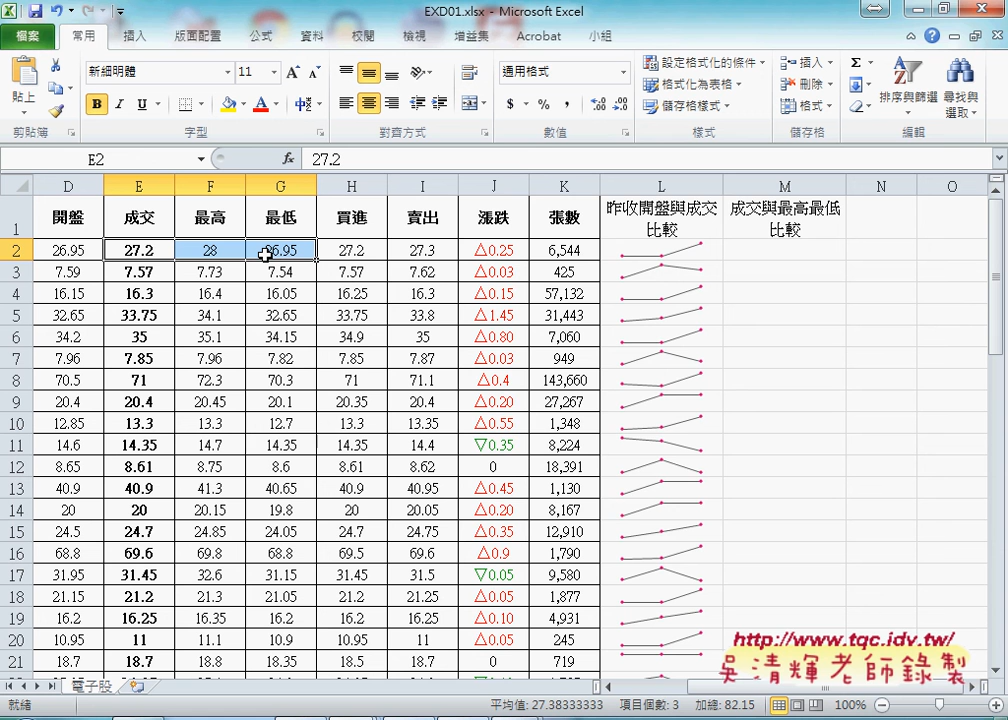 EXD01.xlsx - Microsoft Excel
檔案 常用 插入 版面配置 公式 資料 校閱 檢視 增益集 Acrobat 小組
新細明體 11 通用格式 設定格式化的條件 插入 Σ
貼上 格式化為表格 刪除 排序與篩選 尋找與選取
B I U A 中 $ % , 儲存格樣式 格式
剪貼簿 字型 對齊方式 數值 樣式 儲存格 編輯
E2 fx 27.2
D E F G H I J K L M N O
1 開盤 成交 最高 最低 買進 賣出 漲跌 張數 昨收開盤與成交比較 成交與最高最低比較
2 26.95 27.2 28 26.95 27.2 27.3 △0.25 6,544
3 7.59 7.57 7.73 7.54 7.57 7.62 △0.03 425
4 16.15 16.3 16.4 16.05 16.25 16.3 △0.15 57,132
5 32.65 33.75 34.1 32.65 33.75 33.8 △1.45 31,443
6 34.2 35 35.1 34.15 34.9 35 △0.80 7,060
7 7.96 7.85 7.96 7.82 7.85 7.87 △0.03 949
8 70.5 71 72.3 70.3 71 71.1 △0.4 143,660
9 20.4 20.4 20.45 20.1 20.35 20.4 △0.20 27,267
10 12.85 13.3 13.3 12.7 13.3 13.35 △0.55 1,348
11 14.6 14.35 14.7 14.35 14.35 14.4 ▽0.35 8,224
12 8.65 8.61 8.75 8.6 8.61 8.62 0 18,391
13 40.9 40.9 41.3 40.65 40.9 40.95 △0.45 1,130
14 20 20 20.15 19.8 20 20.05 △0.20 8,167
15 24.5 24.7 24.85 24.05 24.7 24.75 △0.35 12,910
16 68.8 69.6 69.8 68.8 69.5 69.6 △0.9 1,790
17 31.95 31.45 32.6 31.15 31.45 31.5 ▽0.05 9,580
18 21.15 21.2 21.3 21.05 21.2 21.25 △0.05 1,877
19 16.2 16.25 16.35 16.2 16.2 16.25 △0.10 4,931
20 10.95 11 11.1 10.9 10.95 11 △0.05 245
21 18.7 18.7 18.8 18.35 18.5 18.7 0 719
http://www.tqc.idv.tw/
吳清輝老師錄製
電子股
就緒 平均值: 27.38333333 項目個數: 3 加總: 82.15 100%